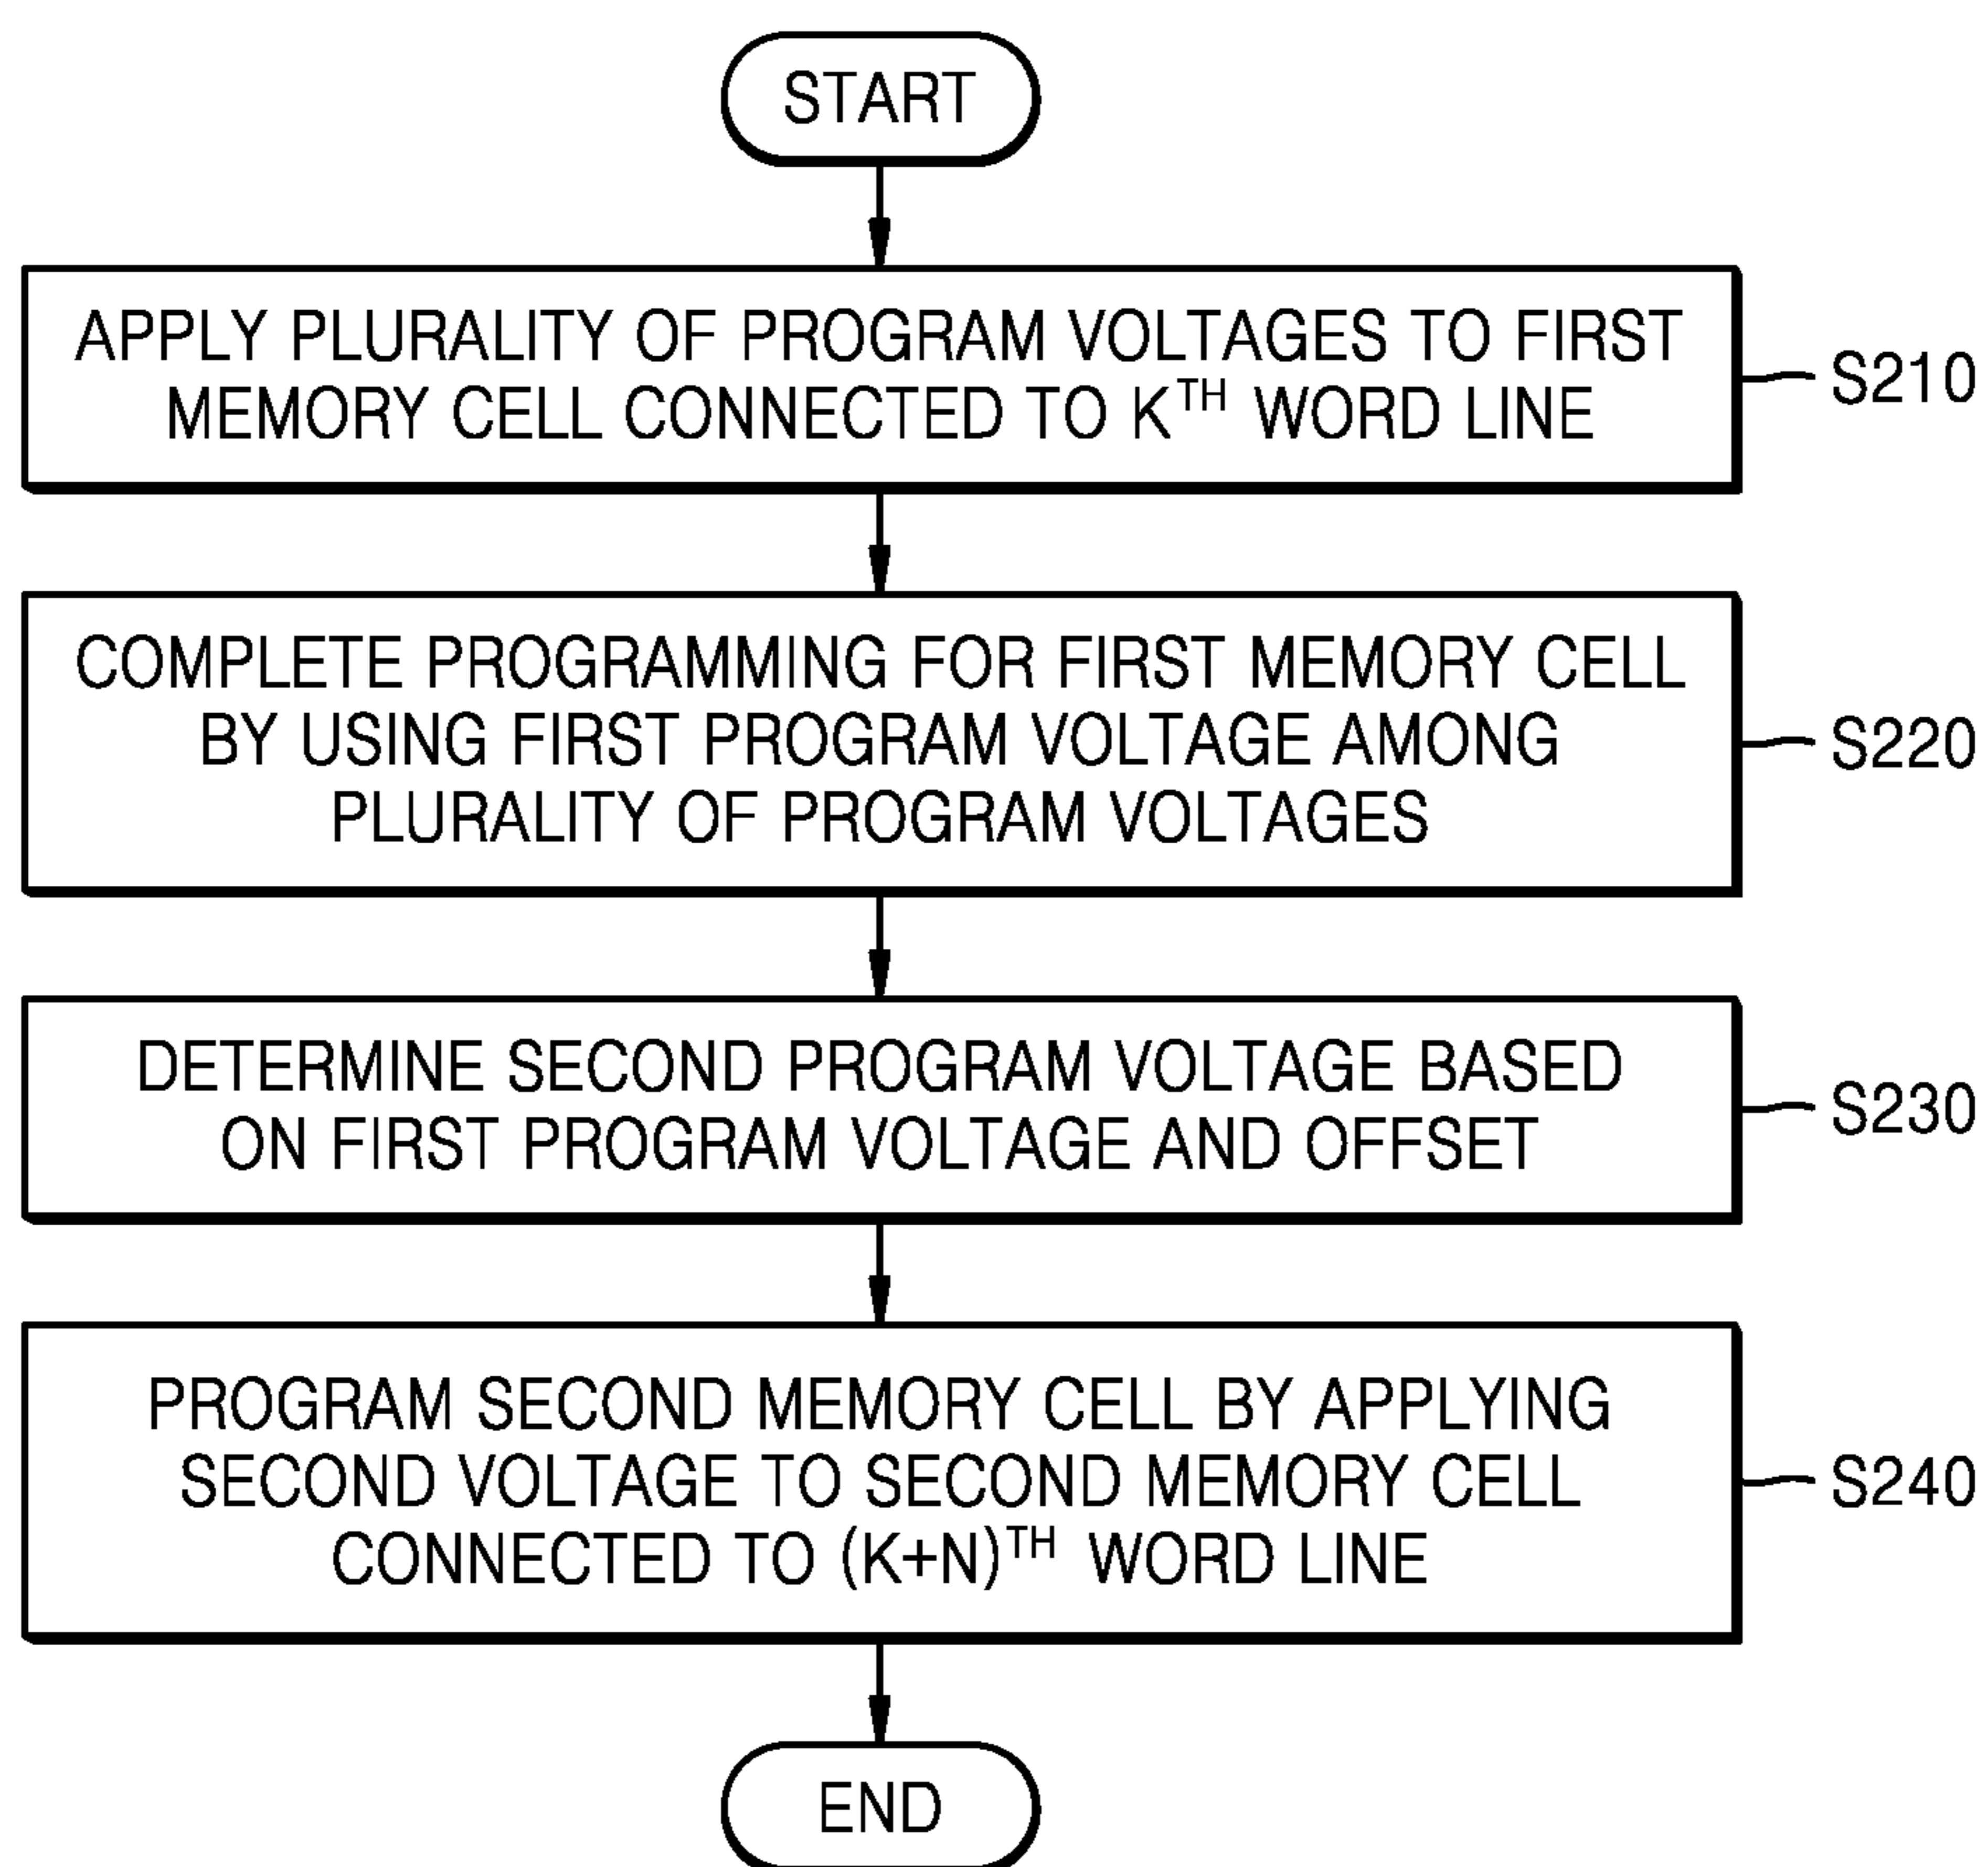 START
APPLY PLURALITY OF PROGRAM VOLTAGES TO FIRST
MEMORY CELL CONNECTED TO K^TH WORD LINE
S210
COMPLETE PROGRAMMING FOR FIRST MEMORY CELL
BY USING FIRST PROGRAM VOLTAGE AMONG
PLURALITY OF PROGRAM VOLTAGES
S220
DETERMINE SECOND PROGRAM VOLTAGE BASED
ON FIRST PROGRAM VOLTAGE AND OFFSET
S230
PROGRAM SECOND MEMORY CELL BY APPLYING
SECOND VOLTAGE TO SECOND MEMORY CELL
CONNECTED TO (K+N)^TH WORD LINE
S240
END